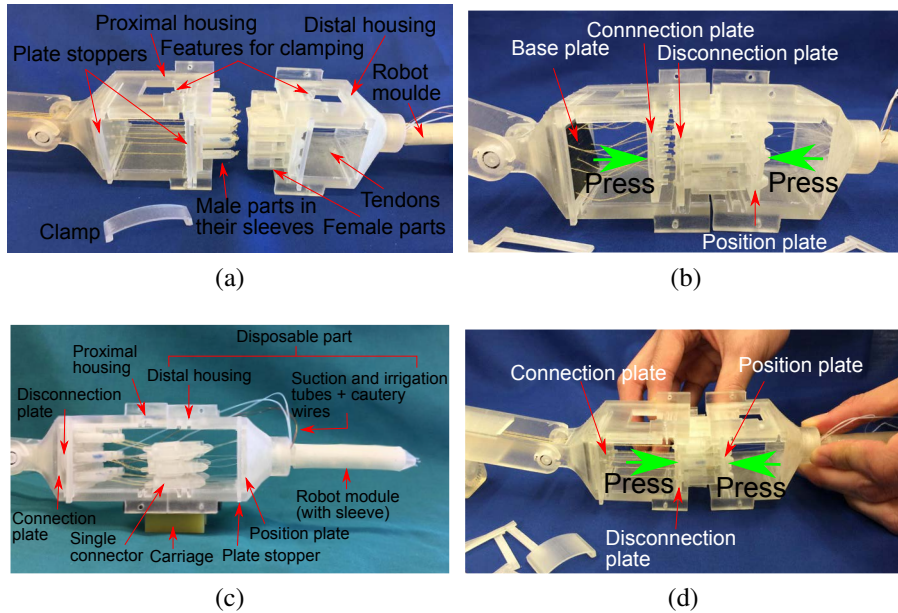 Proximal housing
Distal housing
Plate stoppers
Features for clamping
Robot
moulde
Clamp
Male parts in
their sleeves
Tendons
Female parts
(a)
Connnection plate
Base plate
Disconnection plate
Press
Press
Position plate
(b)
Disposable part
Proximal
housing
Distal housing
Suction and irrigation
tubes + cautery
wires
Disconnection
plate
Robot module
(with sleeve)
Connection
plate
Single
connector
Carriage
Position plate
Plate stopper
(c)
Connection plate
Position plate
Press
Press
Disconnection
plate
(d)